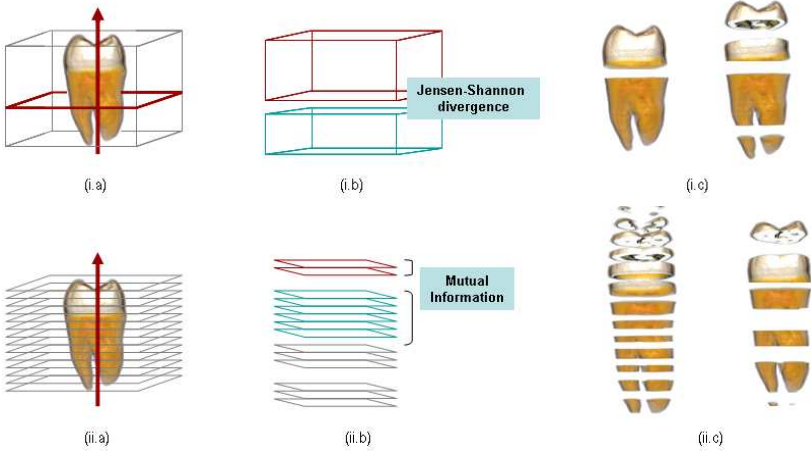 Jensen-Shannon
divergence
(i.a)
(i.b)
(i.c)
Mutual
Information
(ii.a)
(ii.b)
(ii.c)